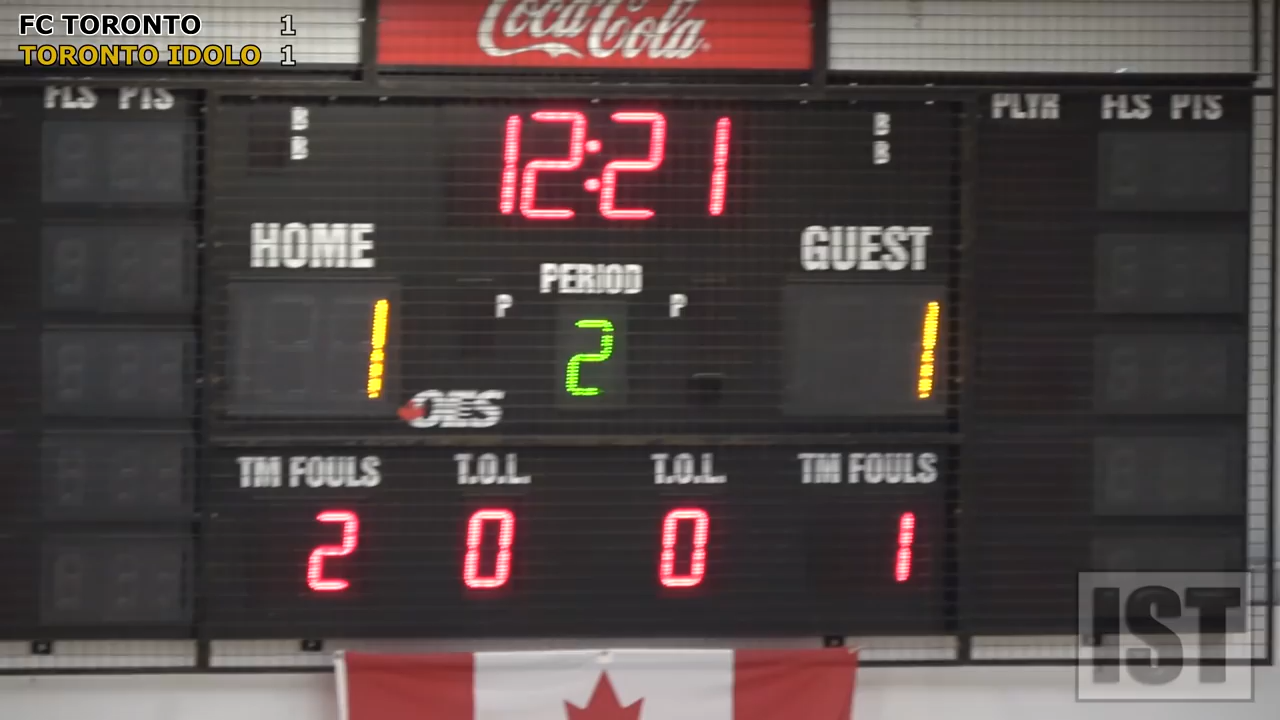 FC TORONTO 1
TORONTO IDOLO 1
Coca-Cola
FLS PTS
B
B
12:21
B
B
PLYR FLS PTS
HOME
GUEST
PERIOD
P
P
1
2
1
OES
TM FOULS
T.O.L.
T.O.L.
TM FOULS
2
0
0
1
IST